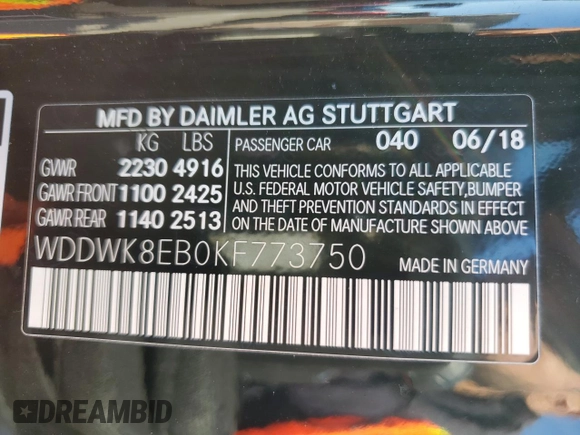 MFD BY DAIMLER AG STUTTGART
KG LBS
PASSENGER CAR 040 06/18
GVWR 2230 4916
GAWR FRONT 1100 2425
GAWR REAR 1140 2513
THIS VEHICLE CONFORMS TO ALL APPLICABLE
U.S. FEDERAL MOTOR VEHICLE SAFETY,BUMPER
AND THEFT PREVENTION STANDARDS IN EFFECT
ON THE DATE OF MANUFACTURE SHOWN ABOVE
WDDWK8EB0KF773750
MADE IN GERMANY
DREAMBID